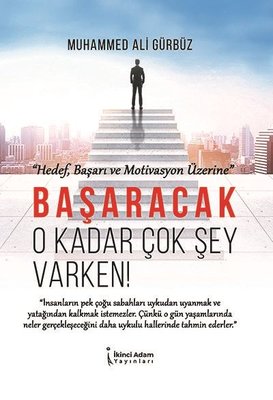 MUHAMMED ALİ GÜRBÜZ
“Hedef, Başarı ve Motivasyon Üzerine”
BAŞARACAK
O KADAR ÇOK ŞEY
VARKEN!
“İnsanların pek çoğu sabahları uykudan uyanmak ve
yatağından kalkmak istemezler. Çünkü o gün yaşamlarında
neler gerçekleşeceğini daha uykulu hallerinde tahmin ederler.”
İkinci Adam
Yayınları